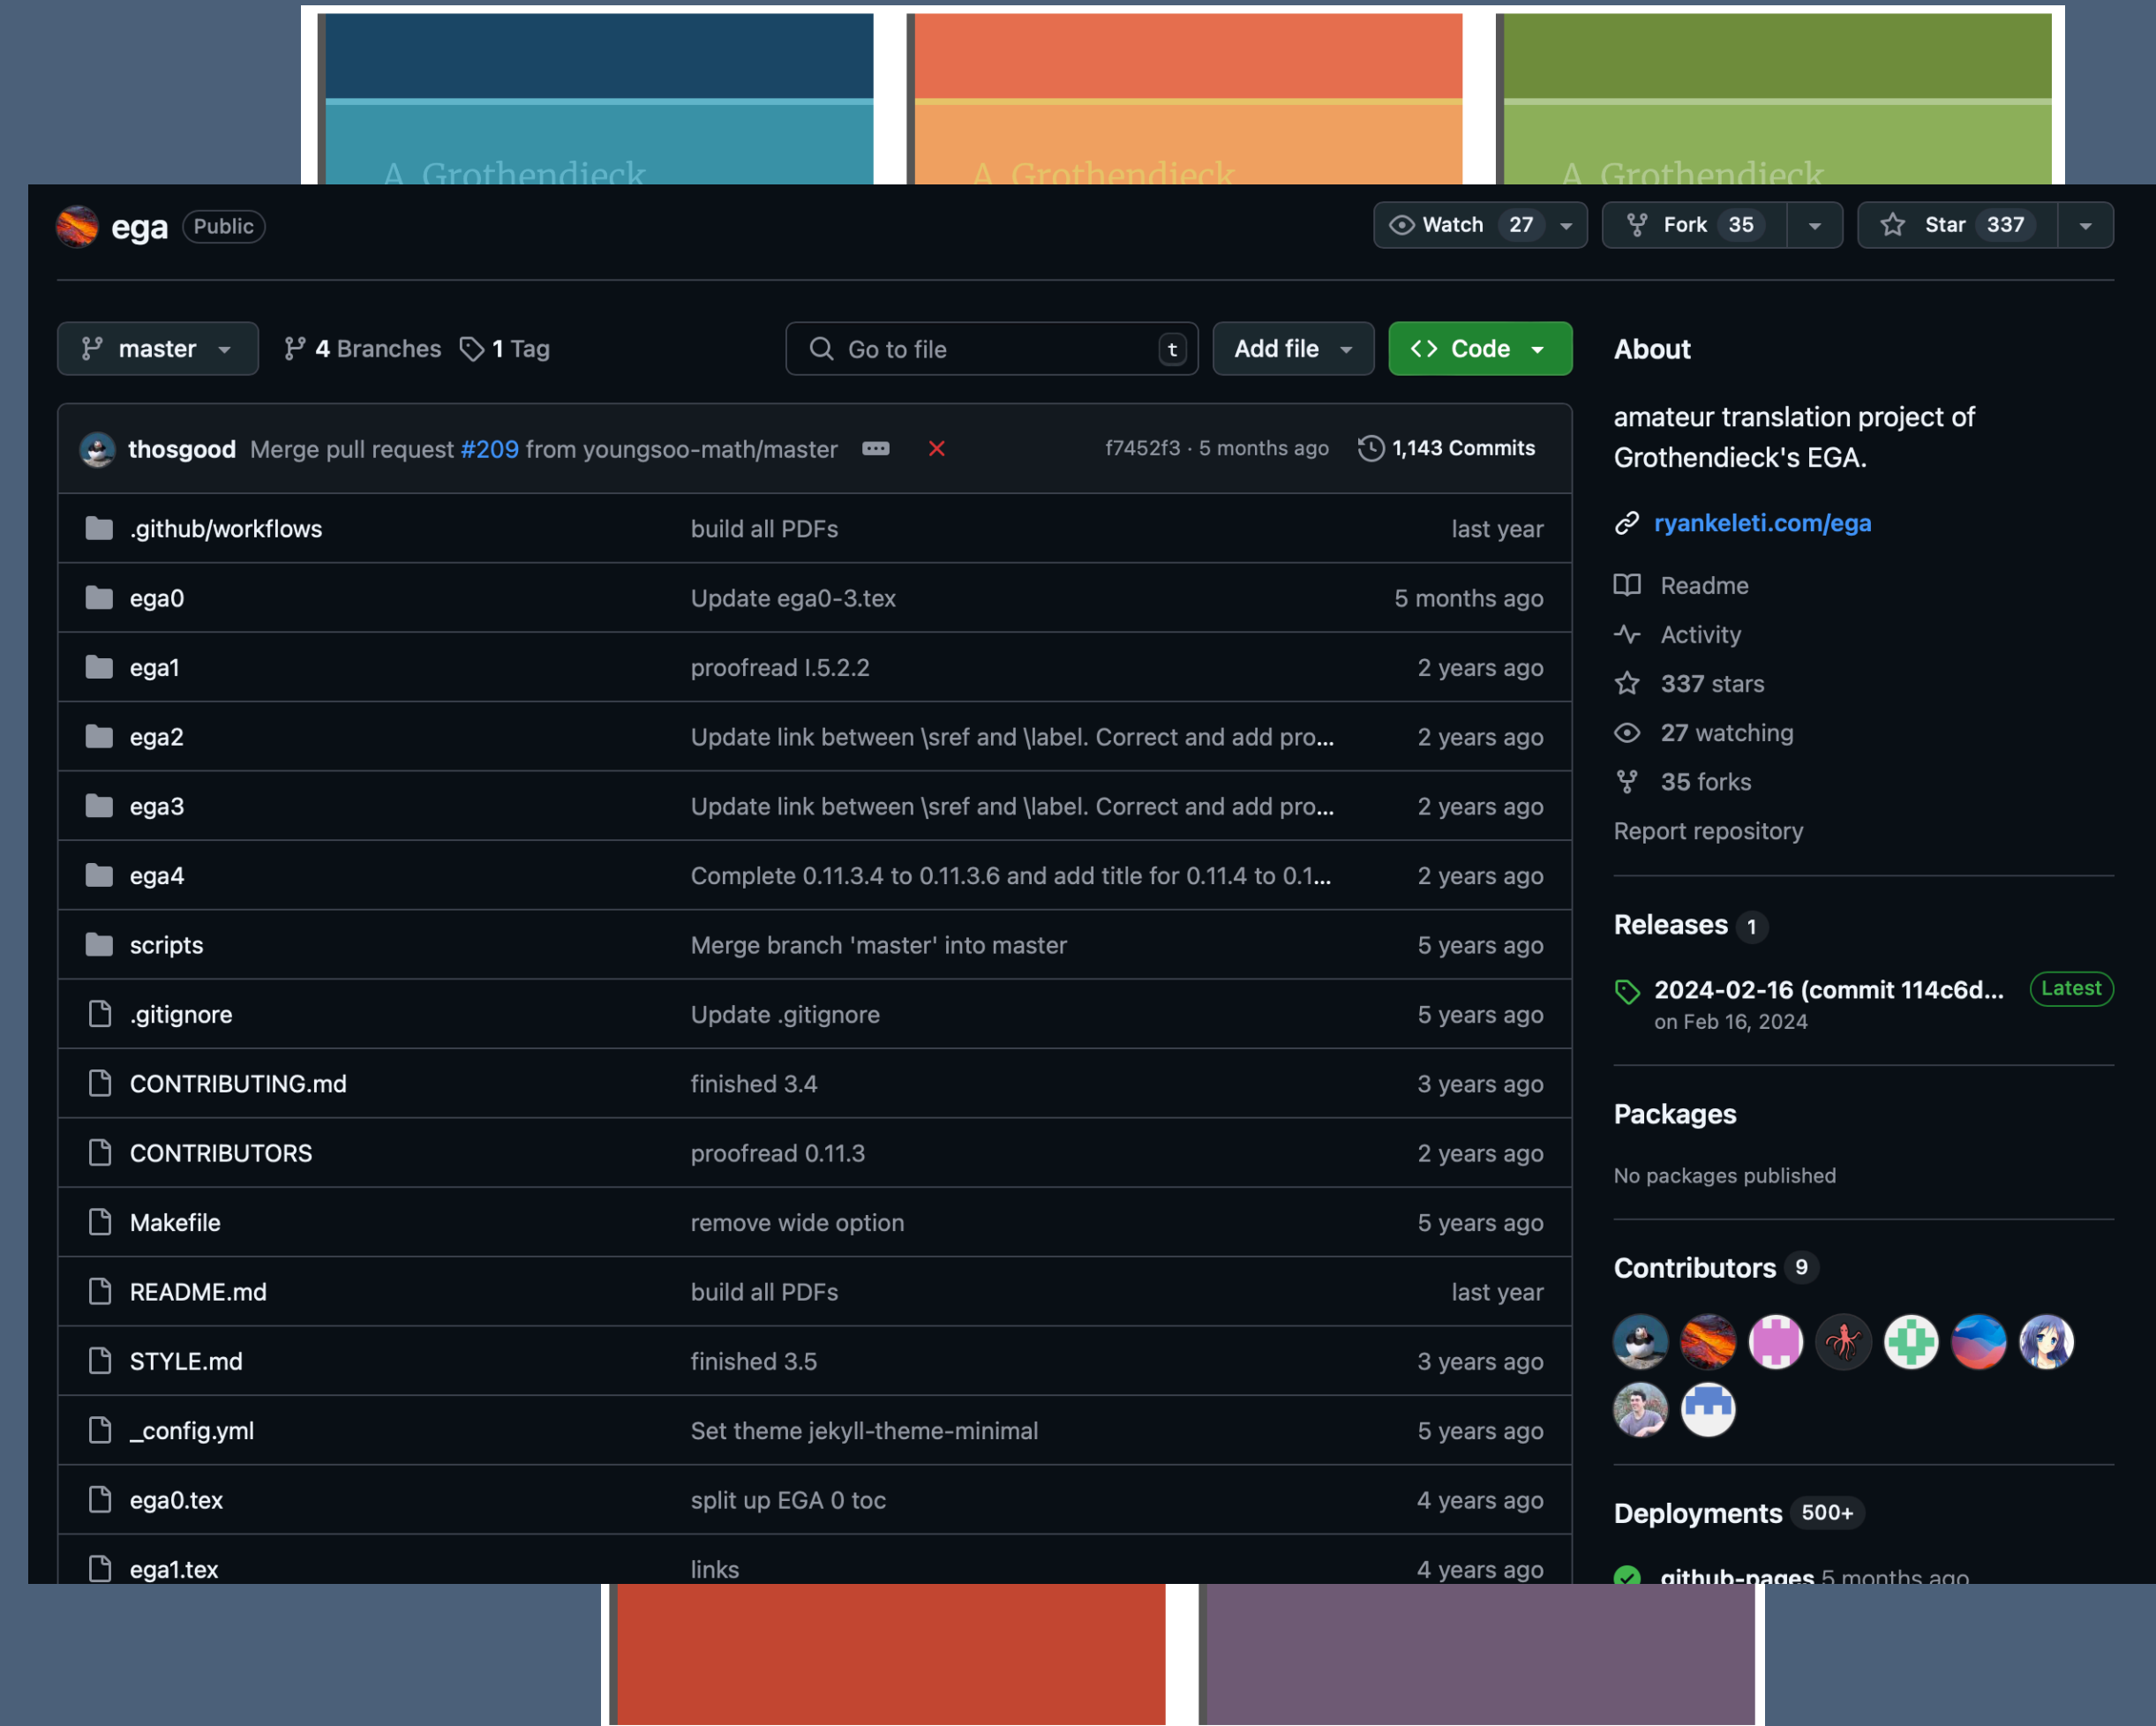 A Grothendieck A Grothendieck A Grothendieck
ega Public Watch 27 Fork 35 Star 337
master 4 Branches 1 Tag Go to file t Add file Code
thosgood Merge pull request #209 from youngsoo-math/master f7452f3 · 5 months ago 1,143 Commits
.github/workflows build all PDFs last year
ega0 Update ega0-3.tex 5 months ago
ega1 proofread I.5.2.2 2 years ago
ega2 Update link between \sref and \label. Correct and add pro... 2 years ago
ega3 Update link between \sref and \label. Correct and add pro... 2 years ago
ega4 Complete 0.11.3.4 to 0.11.3.6 and add title for 0.11.4 to 0.1... 2 years ago
scripts Merge branch 'master' into master 5 years ago
.gitignore Update .gitignore 5 years ago
CONTRIBUTING.md finished 3.4 3 years ago
CONTRIBUTORS proofread 0.11.3 2 years ago
Makefile remove wide option 5 years ago
README.md build all PDFs last year
STYLE.md finished 3.5 3 years ago
_config.yml Set theme jekyll-theme-minimal 5 years ago
ega0.tex split up EGA 0 toc 4 years ago
ega1.tex links 4 years ago
About
amateur translation project of
Grothendieck's EGA.
ryankeleti.com/ega
Readme
Activity
337 stars
27 watching
35 forks
Report repository
Releases 1
2024-02-16 (commit 114c6d... Latest
on Feb 16, 2024
Packages
No packages published
Contributors 9
Deployments 500+
github-pages 5 months ago